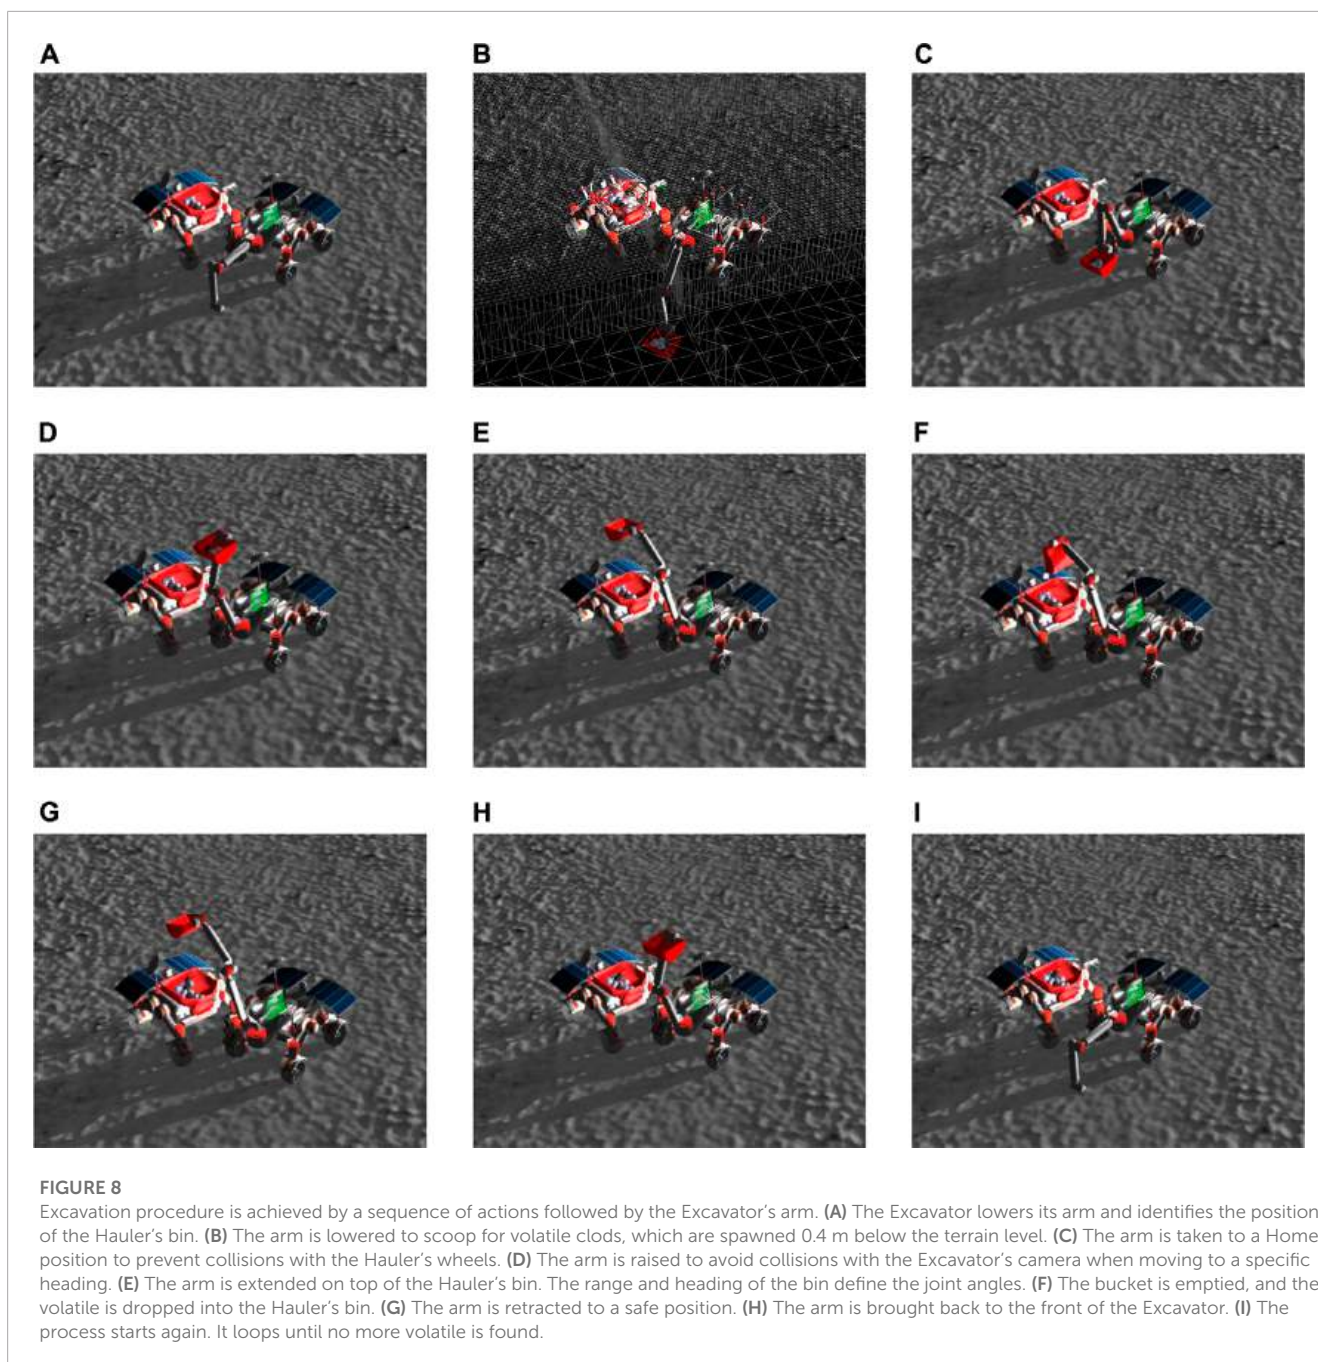 A
B
C
D
E
F
G
H
I
FIGURE 8
Excavation procedure is achieved by a sequence of actions followed by the Excavator's arm. (A) The Excavator lowers its arm and identifies the position
of the Hauler's bin. (B) The arm is lowered to scoop for volatile clods, which are spawned 0.4 m below the terrain level. (C) The arm is taken to a Home
position to prevent collisions with the Hauler's wheels. (D) The arm is raised to avoid collisions with the Excavator's camera when moving to a specific
heading. (E) The arm is extended on top of the Hauler's bin. The range and heading of the bin define the joint angles. (F) The bucket is emptied, and the
volatile is dropped into the Hauler's bin. (G) The arm is retracted to a safe position. (H) The arm is brought back to the front of the Excavator. (I) The
process starts again. It loops until no more volatile is found.